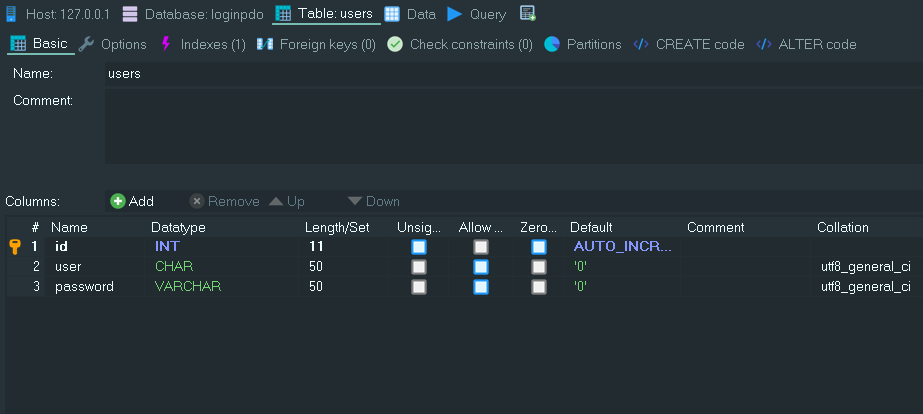 Host: 127.0.0.1 Database: loginpdo Table: users Data Query
Basic Options Indexes (1) Foreign keys (0) Check constraints (0) Partitions CREATE code ALTER code
Name: users
Comment:
Columns: Add Remove Up Down
# Name Datatype Length/Set Unsig... Allow ... Zero... Default Comment Collation
1 id INT 11 AUTO_INCR...
2 user CHAR 50 '0' utf8_general_ci
3 password VARCHAR 50 '0' utf8_general_ci